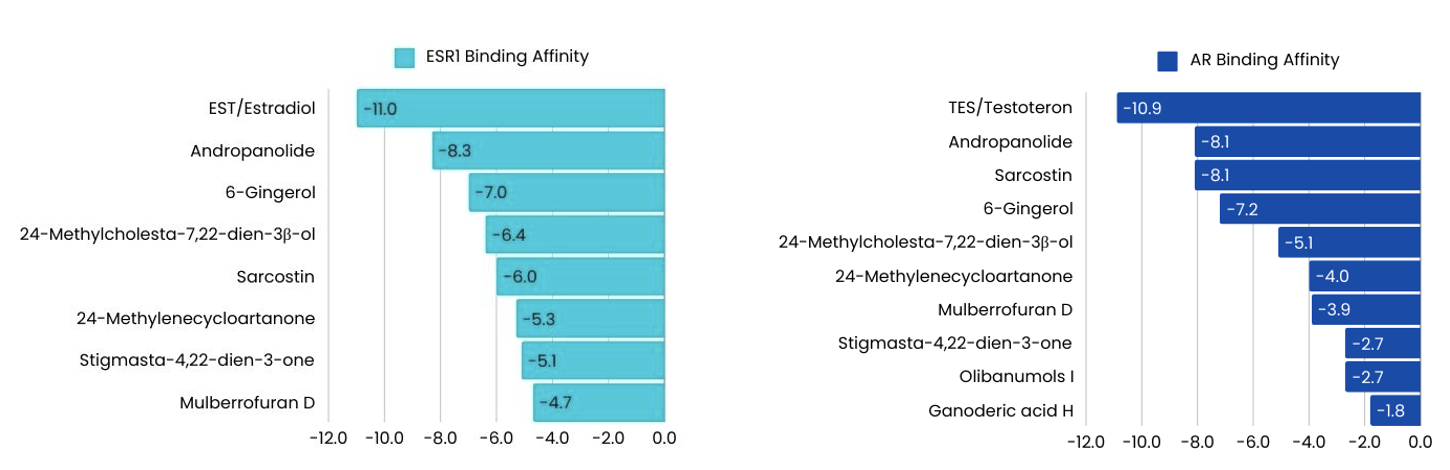 ESR1 Binding Affinity
EST/Estradiol -11.0
Andropanolide -8.3
6-Gingerol -7.0
24-Methylcholesta-7,22-dien-3β-ol -6.4
Sarcostin -6.0
24-Methylenecycloartanone -5.3
Stigmasta-4,22-dien-3-one -5.1
Mulberrofuran D -4.7
-12.0 -10.0 -8.0 -6.0 -4.0 -2.0 0.0
AR Binding Affinity
TES/Testoteron -10.9
Andropanolide -8.1
Sarcostin -8.1
6-Gingerol -7.2
24-Methylcholesta-7,22-dien-3β-ol -5.1
24-Methylenecycloartanone -4.0
Mulberrofuran D -3.9
Stigmasta-4,22-dien-3-one -2.7
Olibanumols I -2.7
Ganoderic acid H -1.8
-12.0 -10.0 -8.0 -6.0 -4.0 -2.0 0.0